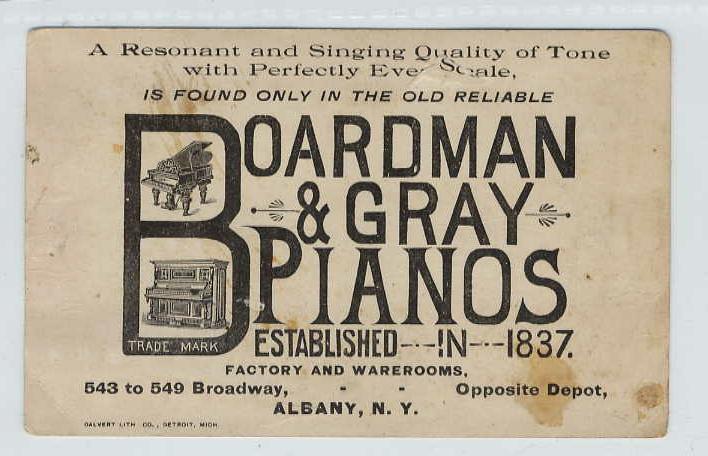 A Resonant and Singing Quality of Tone
with Perfectly Even Scale,
IS FOUND ONLY IN THE OLD RELIABLE
BOARDMAN
& GRAY
PIANOS
TRADE MARK
ESTABLISHED---IN---1837.
FACTORY AND WAREROOMS,
543 to 549 Broadway, - - Opposite Depot,
ALBANY, N. Y.
CALVERT LITH CO., DETROIT, MICH.